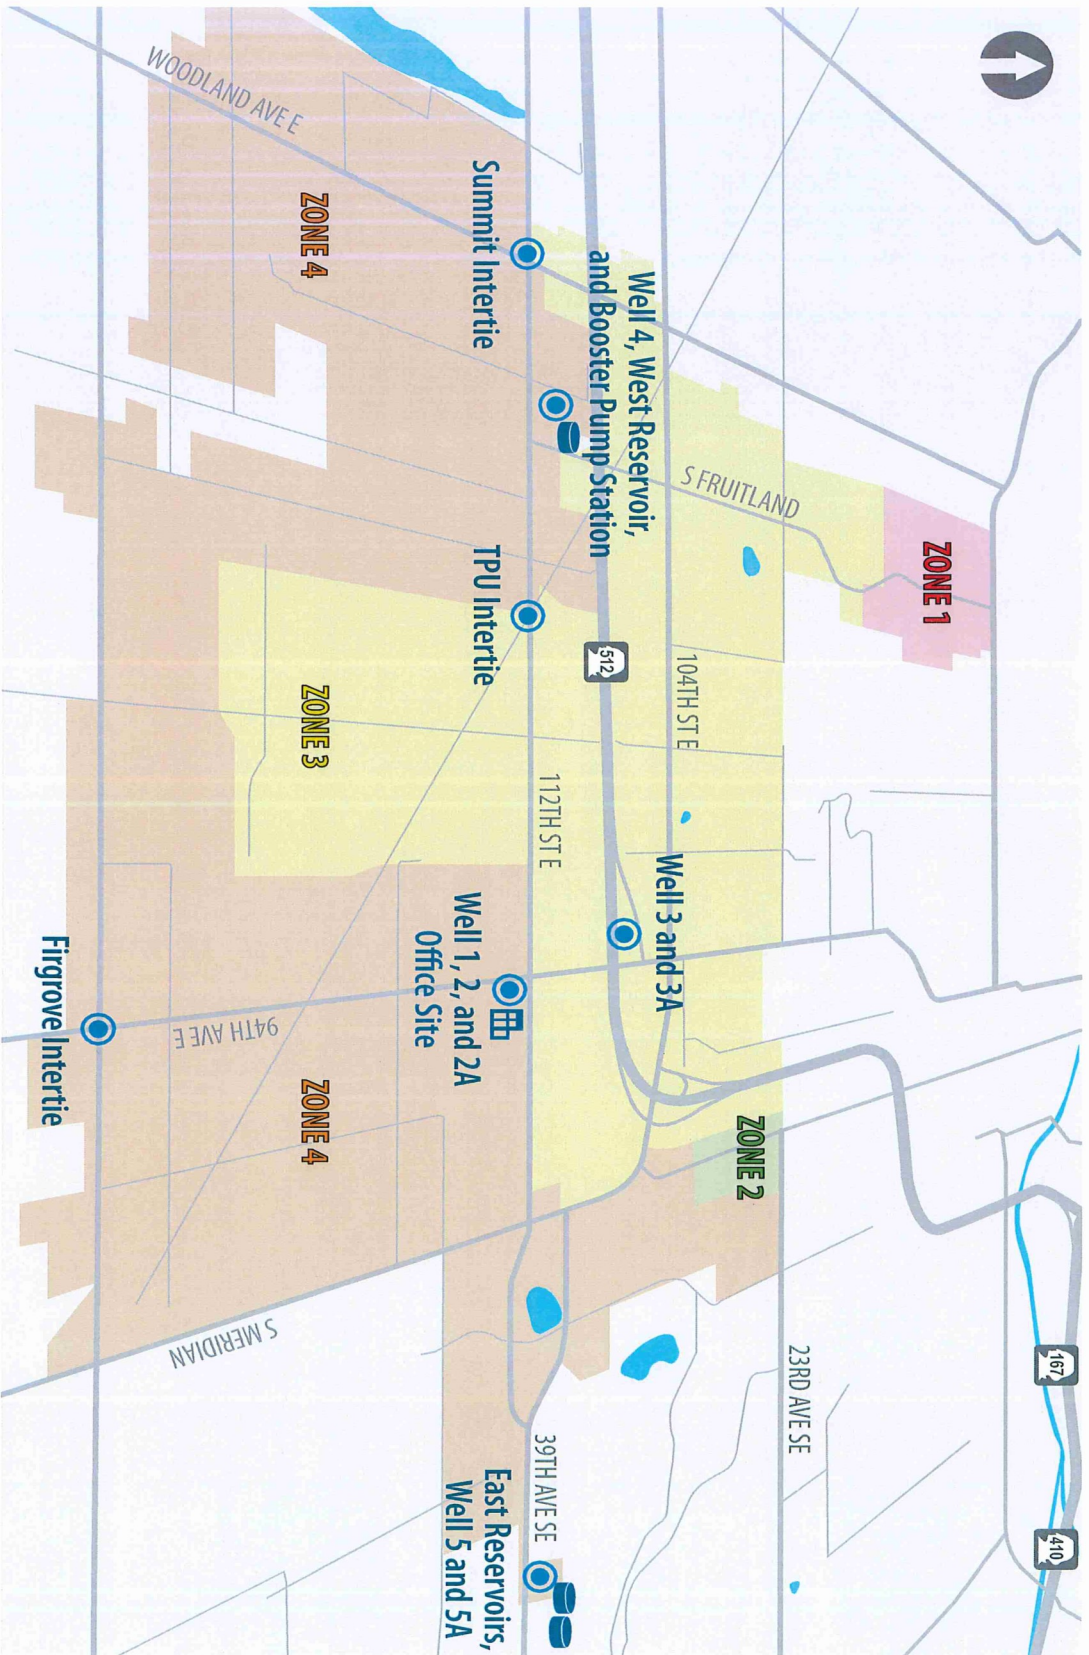 WOODLAND AVE E
ZONE 4
Summit Intertie
Well 4, West Reservoir,
and Booster Pump Station
S FRUITLAND
ZONE 1
TPU Intertie
512
104TH ST E
ZONE 3
112TH ST E
Well 3 and 3A
Well 1, 2, and 2A
Office Site
Firgrove Intertie
94TH AVE E
ZONE 4
ZONE 2
S MERIDIAN
23RD AVE SE
167
39TH AVE SE
410
East Reservoirs,
Well 5 and 5A